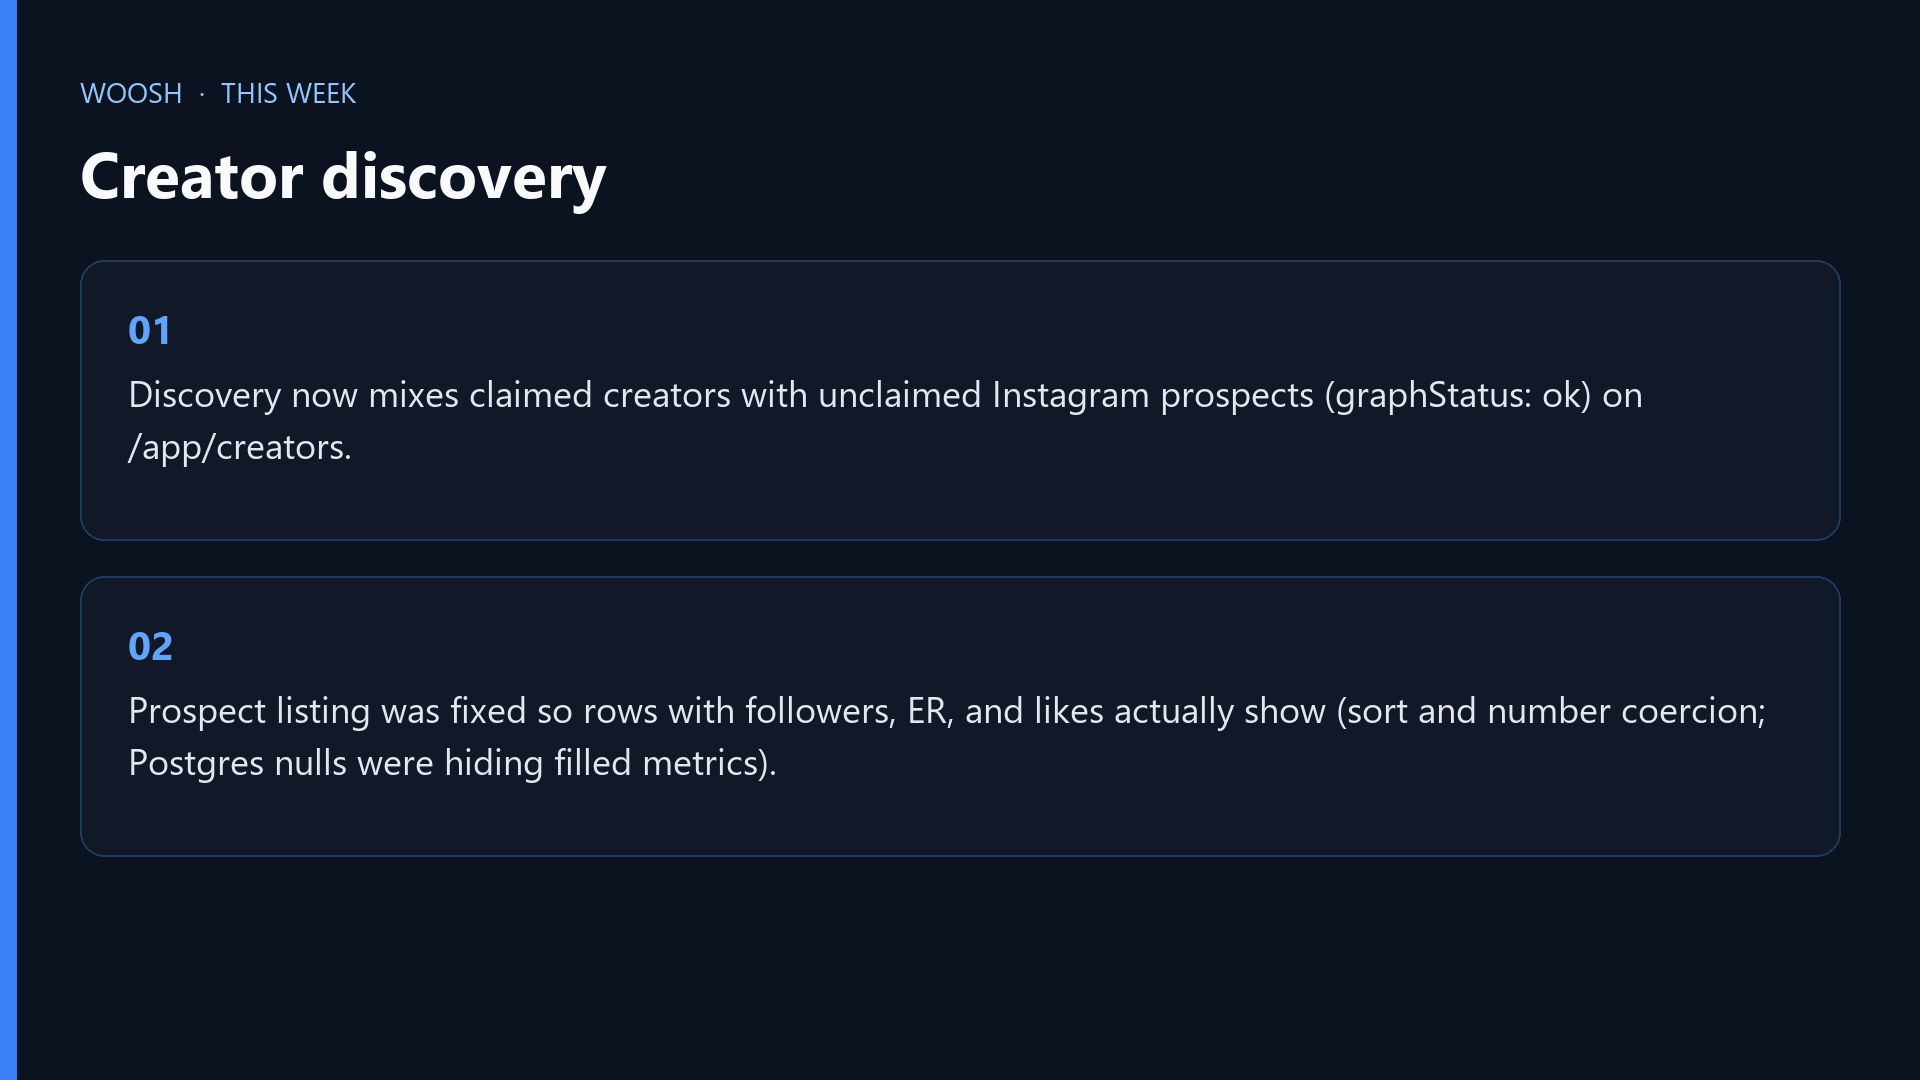 WOOSH · THIS WEEK
Creator discovery
01
Discovery now mixes claimed creators with unclaimed Instagram prospects (graphStatus: ok) on
/app/creators.
02
Prospect listing was fixed so rows with followers, ER, and likes actually show (sort and number coercion;
Postgres nulls were hiding filled metrics).